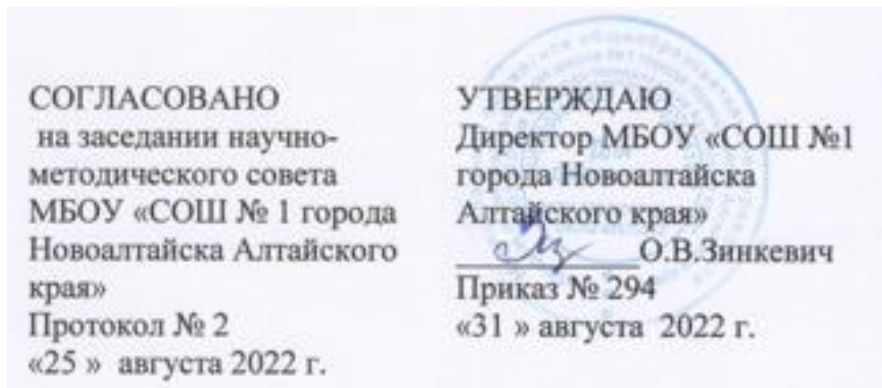 СОГЛАСОВАНО
на заседании научно-
методического совета
МБОУ «СОШ № 1 города
Новоалтайска Алтайского
края»
Протокол № 2
«25 » августа 2022 г.
УТВЕРЖДАЮ
Директор МБОУ «СОШ №1
города Новоалтайска
Алтайского края»
О.В.Зинкевич
Приказ № 294
«31 » августа 2022 г.